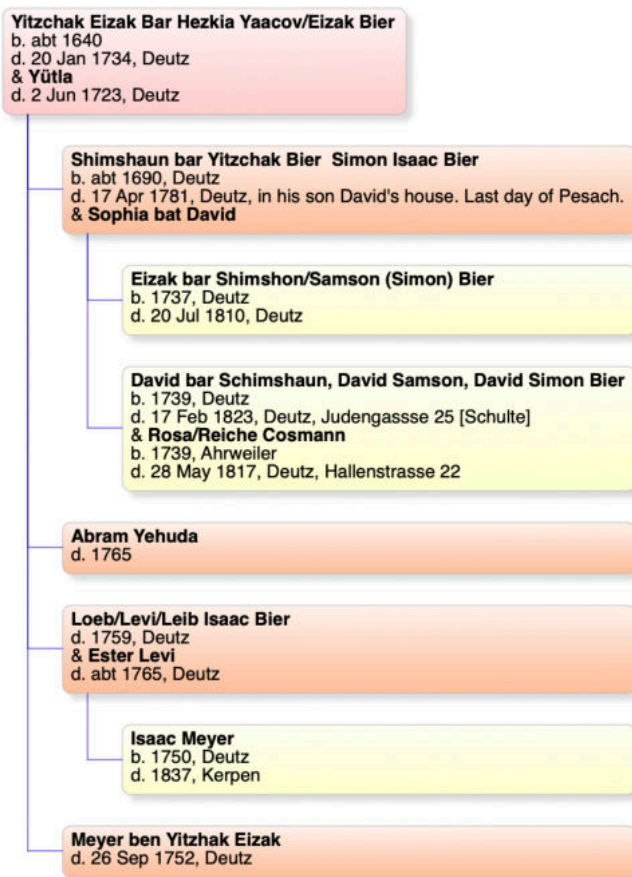 Yitzchak Eizak Bar Hezkia Yaacov/Eizak Bier
b. abt 1640
d. 20 Jan 1734, Deutz
& Yütla
d. 2 Jun 1723, Deutz
Shimshaun bar Yitzchak Bier  Simon Isaac Bier
b. abt 1690, Deutz
d. 17 Apr 1781, Deutz, in his son David's house. Last day of Pesach.
& Sophia bat David
Eizak bar Shimshon/Samson (Simon) Bier
b. 1737, Deutz
d. 20 Jul 1810, Deutz
David bar Schimshaun, David Samson, David Simon Bier
b. 1739, Deutz
d. 17 Feb 1823, Deutz, Judengassse 25 [Schulte]
& Rosa/Reiche Cosmann
b. 1739, Ahrweiler
d. 28 May 1817, Deutz, Hallenstrasse 22
Abram Yehuda
d. 1765
Loeb/Levi/Leib Isaac Bier
d. 1759, Deutz
& Ester Levi
d. abt 1765, Deutz
Isaac Meyer
b. 1750, Deutz
d. 1837, Kerpen
Meyer ben Yitzhak Eizak
d. 26 Sep 1752, Deutz